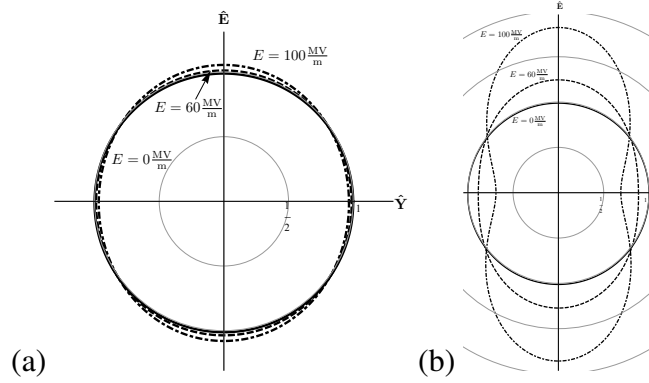 Ê
E = 100 MV/m
E = 60 MV/m
E = 0 MV/m
Ŷ
1
1/2
(a)
Ê
E = 100 MV/m
E = 60 MV/m
E = 0 MV/m
1
1/2
(b)